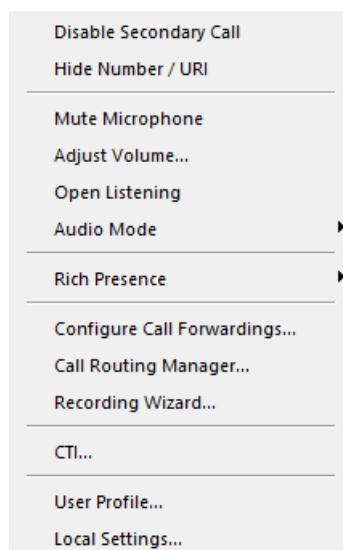 Disable Secondary Call
Hide Number / URI
Mute Microphone
Adjust Volume...
Open Listening
Audio Mode
Rich Presence
Configure Call Forwardings...
Call Routing Manager...
Recording Wizard...
CTI...
User Profile...
Local Settings...